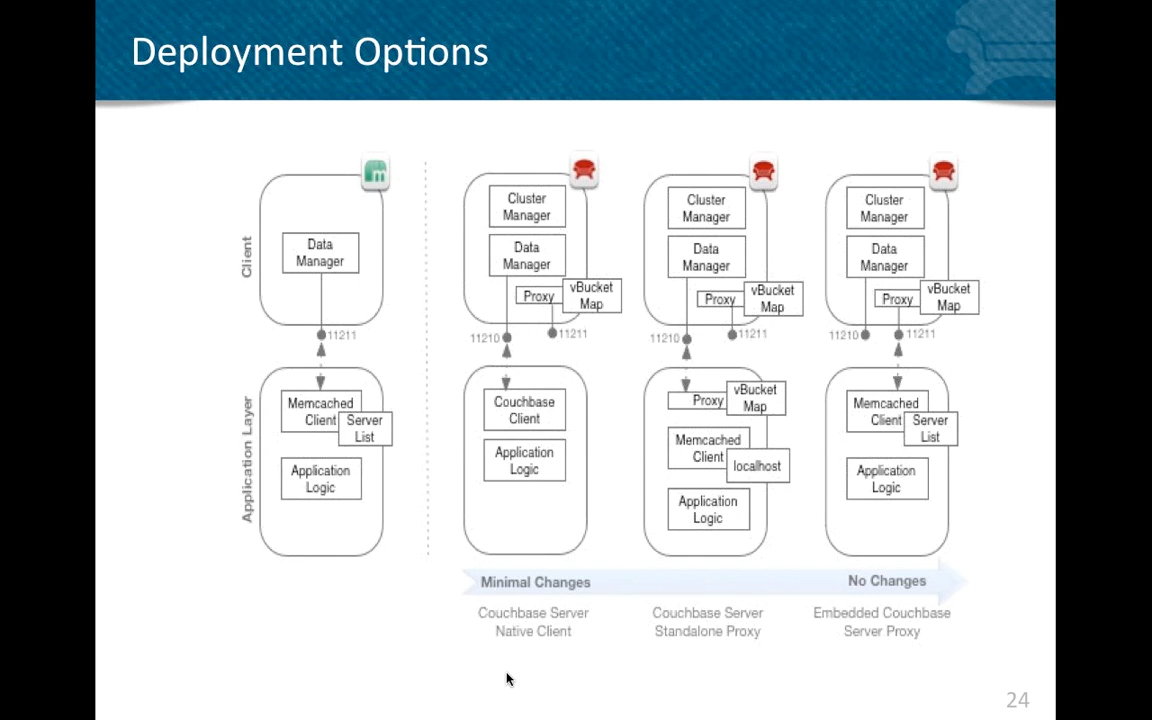 Deployment Options
Client
Data
Manager
11211
Application Layer
Memcached
Client
Server
List
Application
Logic
Cluster
Manager
Data
Manager
Proxy
vBucket
Map
11210
11211
Couchbase
Client
Application
Logic
Cluster
Manager
Data
Manager
Proxy
vBucket
Map
11210
11211
Proxy
vBucket
Map
Memcached
Client
localhost
Application
Logic
Cluster
Manager
Data
Manager
Proxy
vBucket
Map
11210
11211
Memcached
Client
Server
List
Application
Logic
Minimal Changes
No Changes
Couchbase Server
Native Client
Couchbase Server
Standalone Proxy
Embedded Couchbase
Server Proxy
24